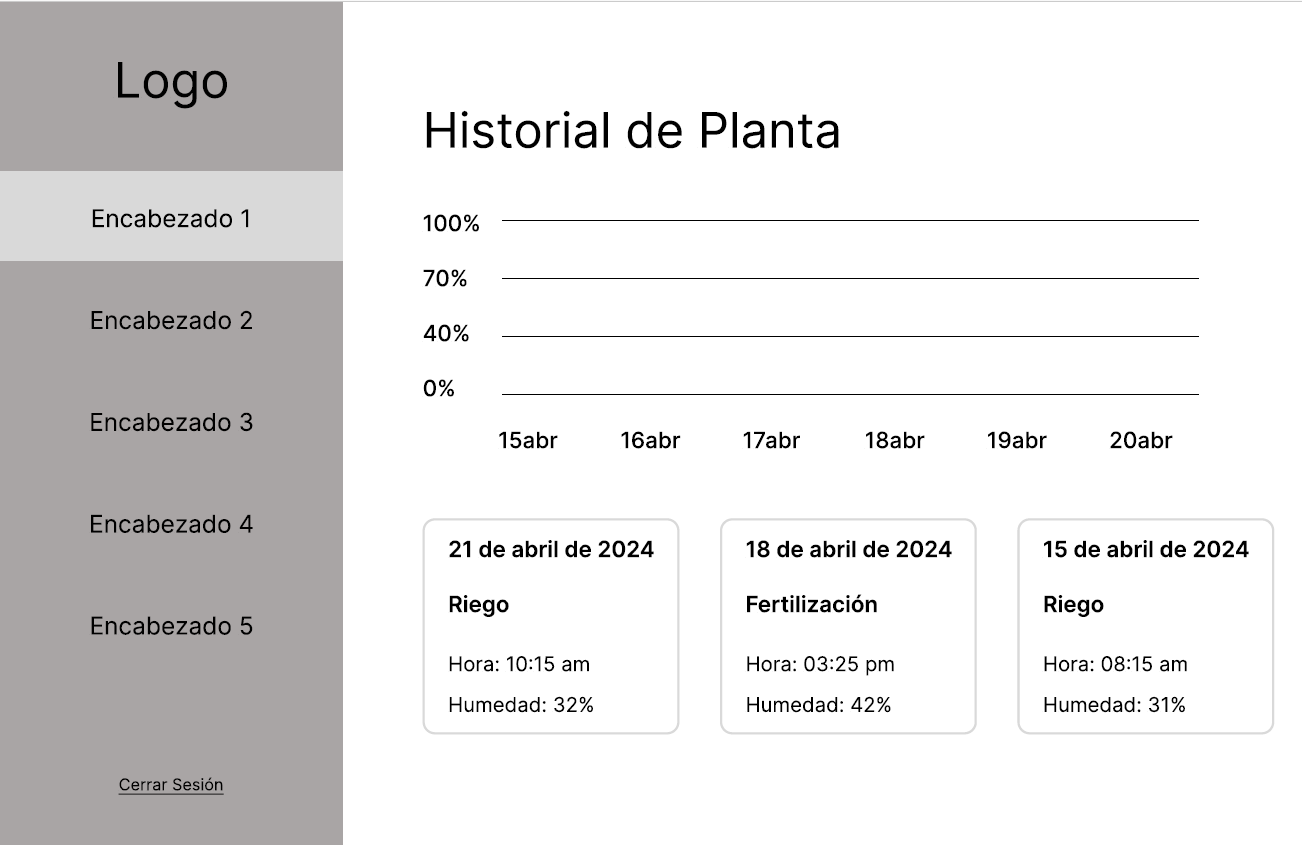 Logo
Encabezado 1
Encabezado 2
Encabezado 3
Encabezado 4
Encabezado 5
Cerrar Sesión
Historial de Planta
100%
70%
40%
0%
15abr 16abr 17abr 18abr 19abr 20abr
21 de abril de 2024
Riego
Hora: 10:15 am
Humedad: 32%
18 de abril de 2024
Fertilización
Hora: 03:25 pm
Humedad: 42%
15 de abril de 2024
Riego
Hora: 08:15 am
Humedad: 31%